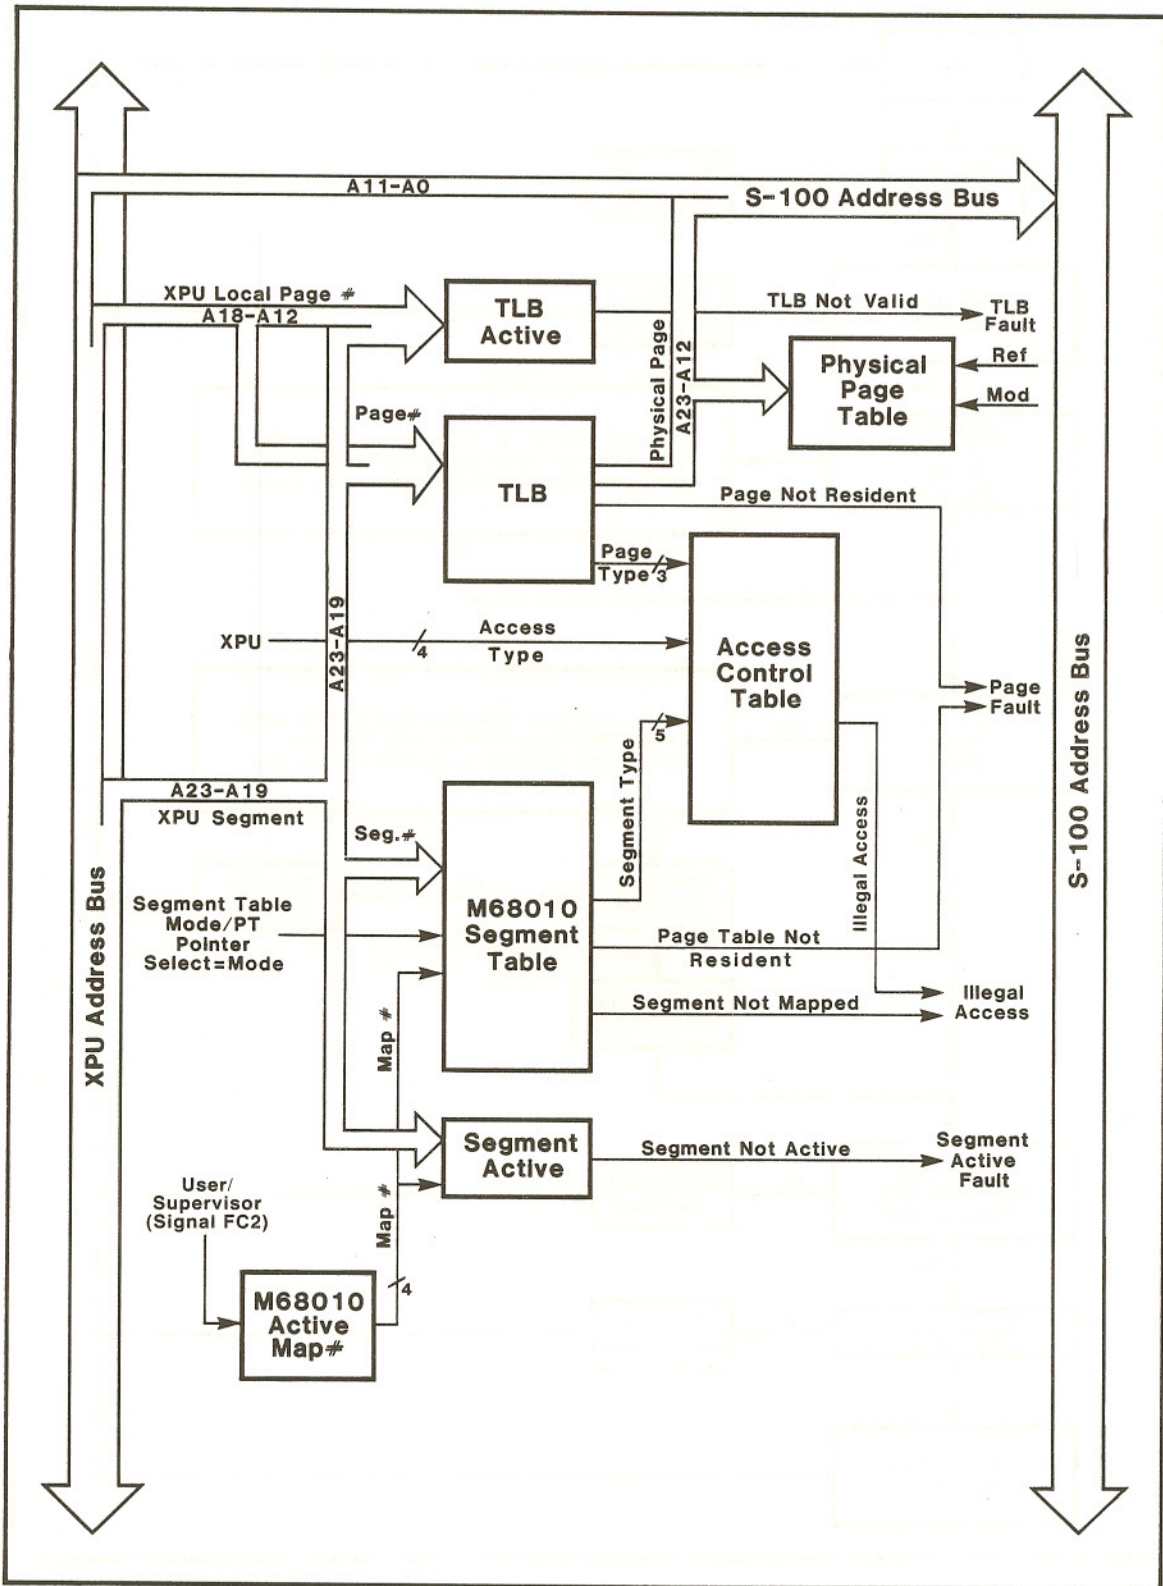 A11-A0
S-100 Address Bus
XPU Local Page #
A18-A12
TLB
Active
TLB Not Valid
TLB
Fault
Physical Page
A23-A12
Physical
Page
Table
Ref
Mod
Page#
TLB
Page Not Resident
Page
Type
3
XPU
A23-A19
4
Access
Type
Access
Control
Table
Page
Fault
5
Segment Type
S-100 Address Bus
A23-A19
XPU Segment
Seg.#
Illegal Access
XPU Address Bus
Segment Table
Mode/PT
Pointer
Select=Mode
M68010
Segment
Table
Page Table Not
Resident
Segment Not Mapped
Illegal
Access
Map #
Segment
Active
Segment Not Active
Segment
Active
Fault
User/
Supervisor
(Signal FC2)
Map #
4
M68010
Active
Map#